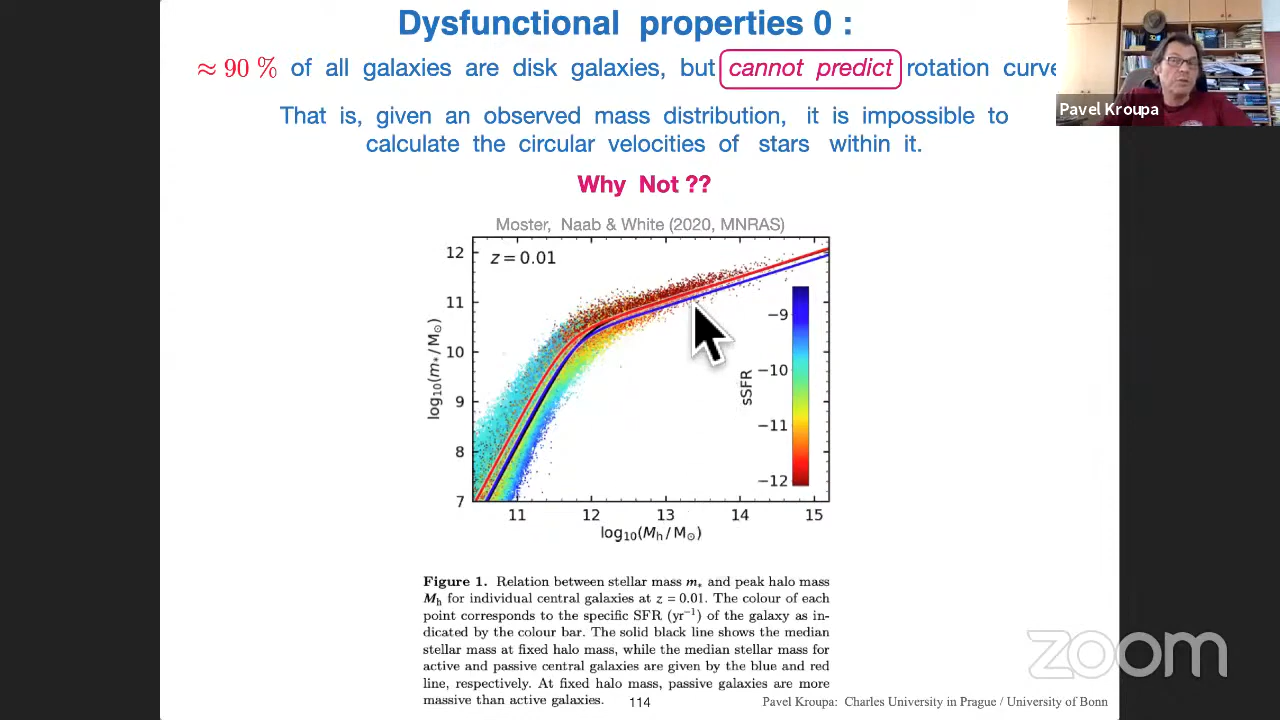 Dysfunctional properties 0 :
≈ 90 % of all galaxies are disk galaxies, but cannot predict rotation curve
Pavel Kroupa
That is, given an observed mass distribution, it is impossible to
calculate the circular velocities of stars within it.
Why Not ??
Moster, Naab & White (2020, MNRAS)
z = 0.01
12
11
10
9
8
7
log10(m*/M⊙)
-9
-10
-11
-12
sSFR
11 12 13 14 15
log10(Mh/M⊙)
Figure 1. Relation between stellar mass m* and peak halo mass
Mh for individual central galaxies at z = 0.01. The colour of each
point corresponds to the specific SFR (yr−1) of the galaxy as in-
dicated by the colour bar. The solid black line shows the median
stellar mass at fixed halo mass, while the median stellar mass for
active and passive central galaxies are given by the blue and red
line, respectively. At fixed halo mass, passive galaxies are more
massive than active galaxies.
114
Pavel Kroupa: Charles University in Prague / University of Bonn
zoom